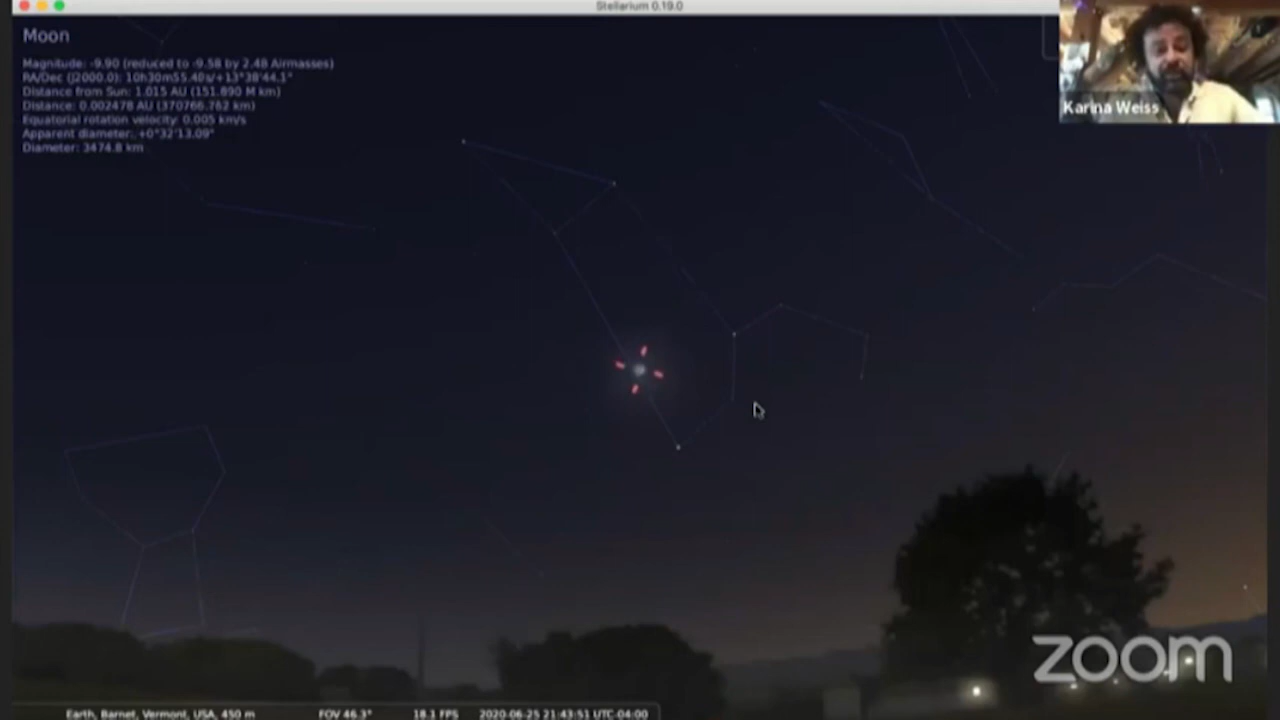 Stellarium 0.19.0
Moon
Magnitude: -9.90 (reduced to -9.58 by 2.48 Airmasses)
RA/Dec (J2000.0): 10h30m55.40s/+13°38'44.1"
Distance from Sun: 1.015 AU (151.890 M km)
Distance: 0.002478 AU (370766.762 km)
Equatorial rotation velocity: 0.005 km/s
Apparent diameter: +0°32'13.09"
Diameter: 3474.8 km
Karina Weiss
zoom
Earth, Barnet, Vermont, USA, 450 m FOV 46.3° 18.1 FPS 2020-06-25 21:43:51 UTC-04:00